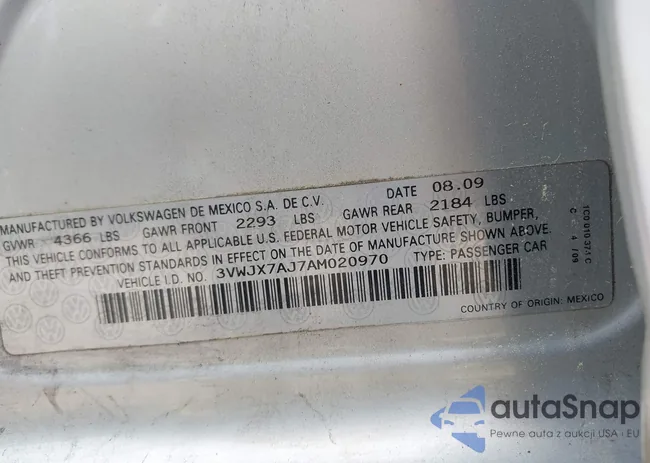 MANUFACTURED BY VOLKSWAGEN DE MEXICO S.A. DE C.V. DATE 08.09
GVWR 4366 LBS GAWR FRONT 2293 LBS GAWR REAR 2184 LBS
THIS VEHICLE CONFORMS TO ALL APPLICABLE U.S. FEDERAL MOTOR VEHICLE SAFETY, BUMPER,
AND THEFT PREVENTION STANDARDS IN EFFECT ON THE DATE OF MANUFACTURE SHOWN ABOVE.
VEHICLE I.D. NO. 3VWJX7AJ7AM020970 TYPE: PASSENGER CAR
COUNTRY OF ORIGIN: MEXICO
autaSnap
Pewne auta z aukcji USA · EU